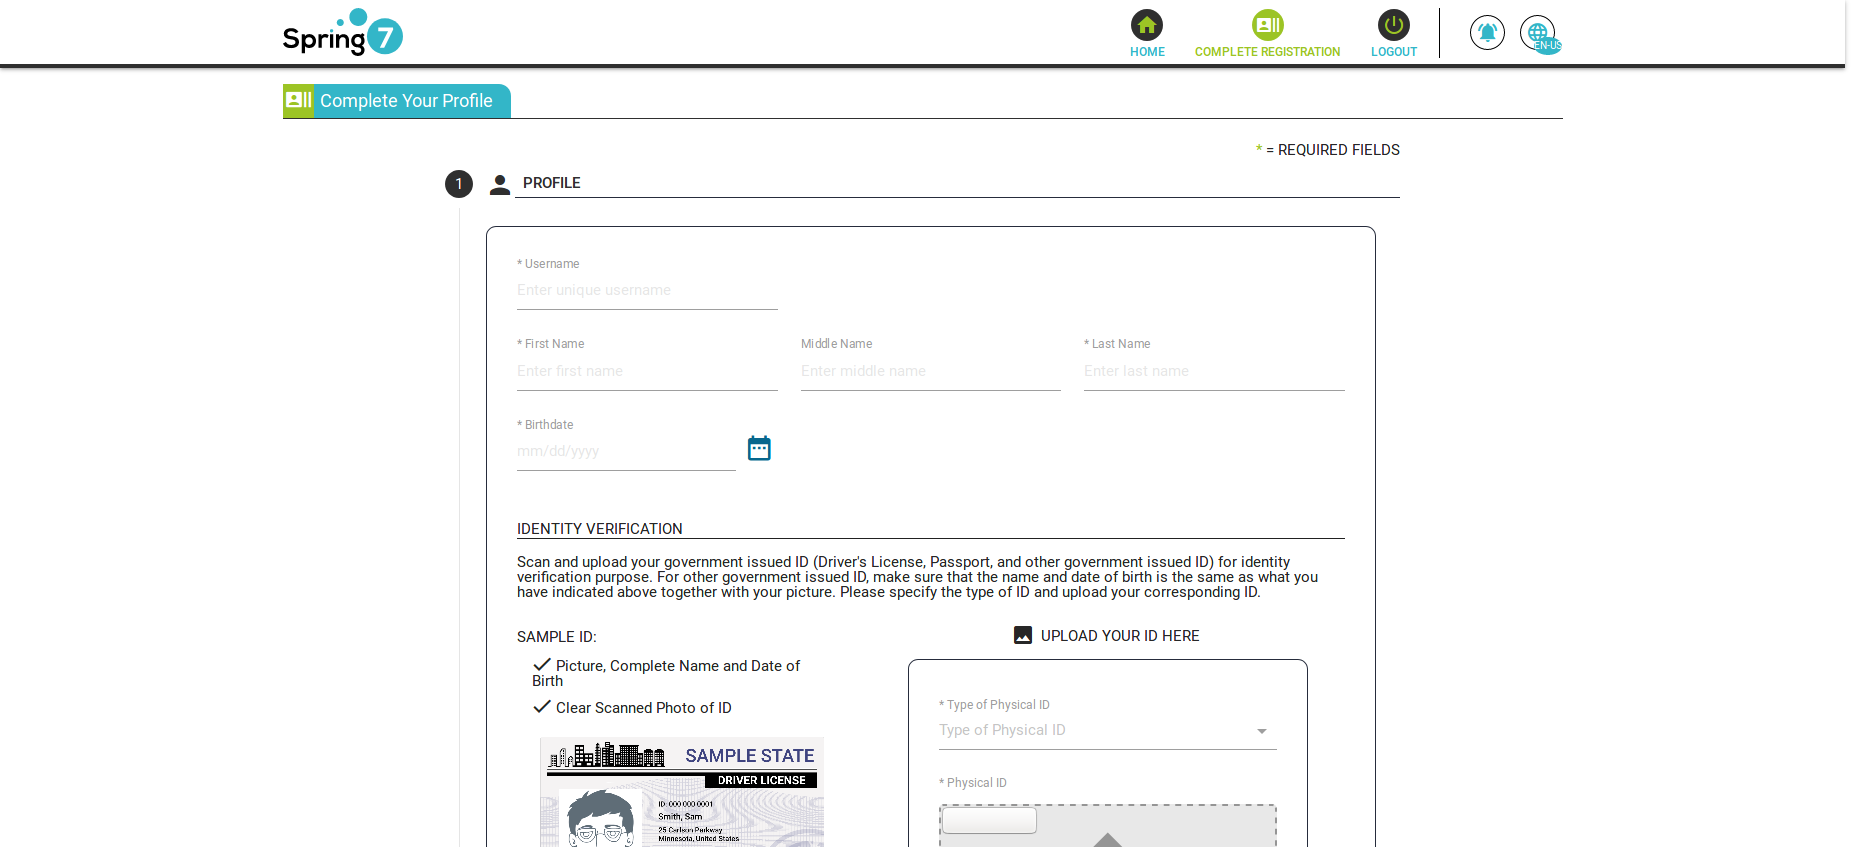 Spring 7
HOME
COMPLETE REGISTRATION
LOGOUT
EN-US
Complete Your Profile
* = REQUIRED FIELDS
1
PROFILE
* Username
Enter unique username
* First Name
Middle Name
* Last Name
Enter first name
Enter middle name
Enter last name
* Birthdate
mm/dd/yyyy
IDENTITY VERIFICATION
Scan and upload your government issued ID (Driver's License, Passport, and other government issued ID) for identity
verification purpose. For other government issued ID, make sure that the name and date of birth is the same as what you
have indicated above together with your picture. Please specify the type of ID and upload your corresponding ID.
SAMPLE ID:
Picture, Complete Name and Date of
Birth
Clear Scanned Photo of ID
SAMPLE STATE
DRIVER LICENSE
ID: 000 000 0001
Smith, Sam
25 Carlson Parkway
Minnesota, United States
UPLOAD YOUR ID HERE
* Type of Physical ID
Type of Physical ID
* Physical ID